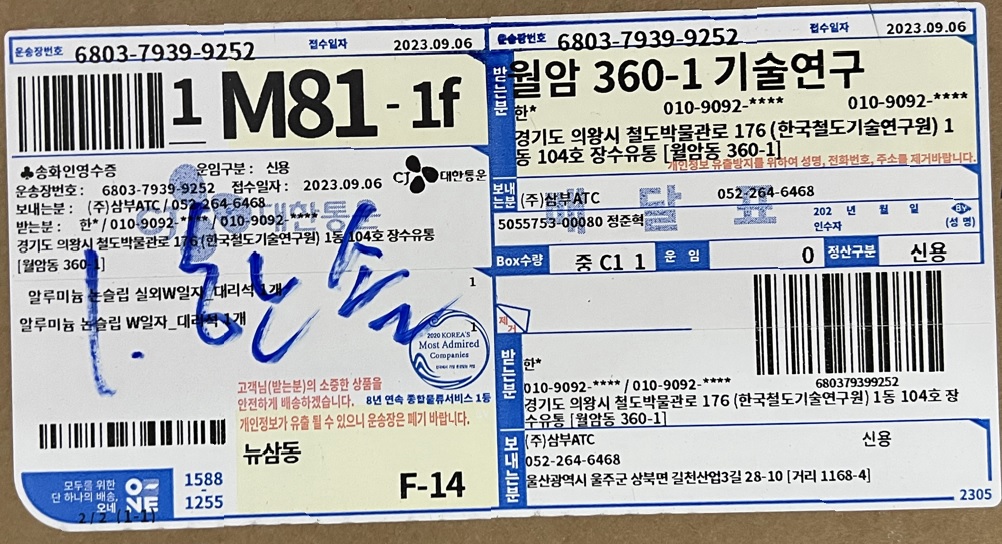 운송장번호 6803-7939-9252 접수일자 2023.09.06
1 M81 - 1f
♣송화인영수증 운임구분 : 신용
운송장번호 : 6803-7939-9252 접수일자 : 2023.09.06
CJ 대한통운
보내는분 : (주)삼부ATC / 052-264-6468
받는분 : 한* / 010-9092-**** / 010-9092-****
CJ 대한통운
경기도 의왕시 철도박물관로 176 (한국철도기술연구원) 1동 104호 장수유통
[월암동 360-1]
1. 한솔
알루미늄 논슬립 실외W일자_대리석 1개 1
알루미늄 논슬립 W일자_대리석 1개 1
2020 KOREA'S
Most Admired
Companies
고객님(받는분)의 소중한 상품을
안전하게 배송하겠습니다. 8년 연속 종합물류서비스 1등
개인정보가 유출 될 수 있으니 운송장은 폐기 바랍니다.
뉴삼동
F-14
모두를 위한
단 하나의 배송,
오네
ONE
1588
-
1255
2/2 (1-1)
운송장번호 6803-7939-9252 접수일자 2023.09.06
받는분
월암 360-1 기술연구
한* 010-9092-**** 010-9092-****
경기도 의왕시 철도박물관로 176 (한국철도기술연구원) 1
동 104호 장수유통 [월암동 360-1]
개인정보 유출방지를 위하여 성명, 전화번호, 주소를 제거바랍니다.
보내는분
(주)삼부ATC 052-264-6468
배달표
5055753-00080 정준혁
202 년 월 일
인수자 (성 명)
BV
Box수량 중 C1 1 운 임 0 정산구분 신용
제거
680379399252
받는분
한*
010-9092-**** / 010-9092-****
경기도 의왕시 철도박물관로 176 (한국철도기술연구원) 1동 104호 장
수유통 [월암동 360-1]
보내는분
(주)삼부ATC 신용
052-264-6468
울산광역시 울주군 상북면 길천산업3길 28-10 [거리 1168-4]
2305